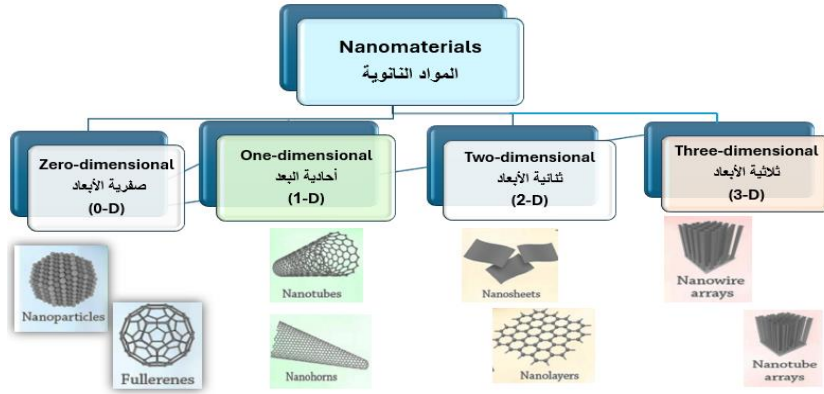 Nanomaterials
المواد النانوية
Zero-dimensional
صفرية الأبعاد
(0-D)
One-dimensional
أحادية البعد
(1-D)
Two-dimensional
ثنائية الأبعاد
(2-D)
Three-dimensional
ثلاثية الأبعاد
(3-D)
Nanoparticles
Fullerenes
Nanotubes
Nanohorns
Nanosheets
Nanolayers
Nanowire
arrays
Nanotube
arrays